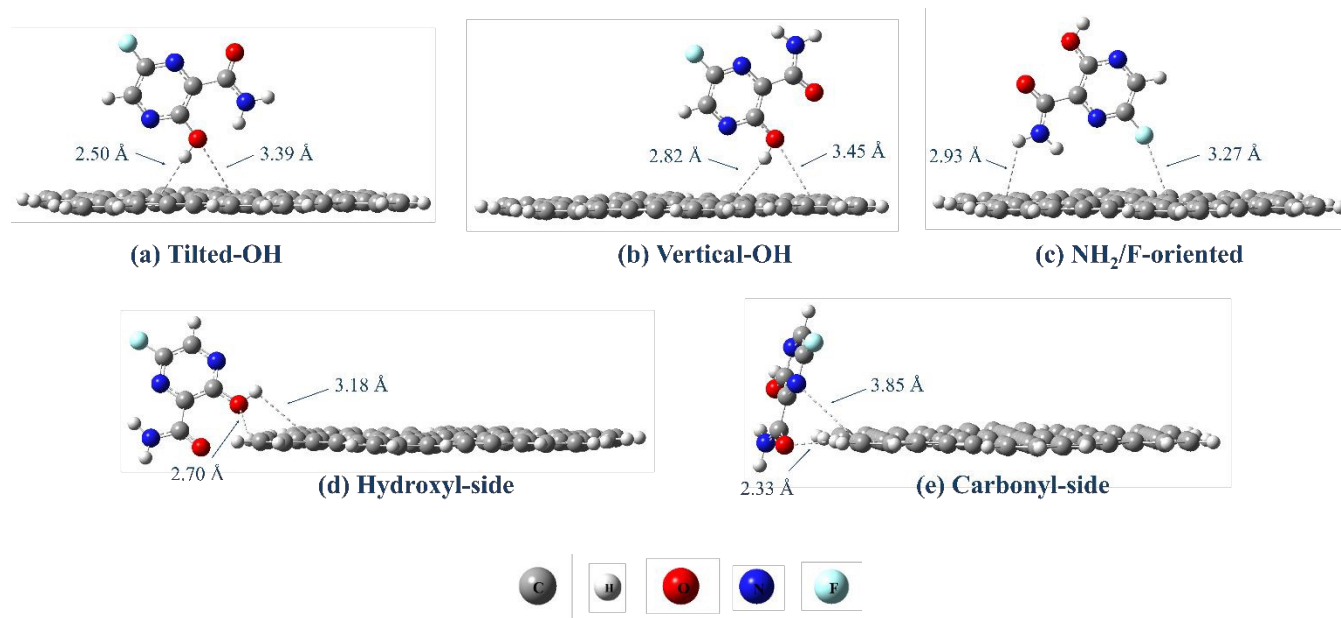 2.50 Å
3.39 Å
(a) Tilted-OH
2.82 Å
3.45 Å
(b) Vertical-OH
2.93 Å
3.27 Å
(c) NH₂/F-oriented
3.18 Å
2.70 Å
(d) Hydroxyl-side
3.85 Å
2.33 Å
(e) Carbonyl-side
C H O N F